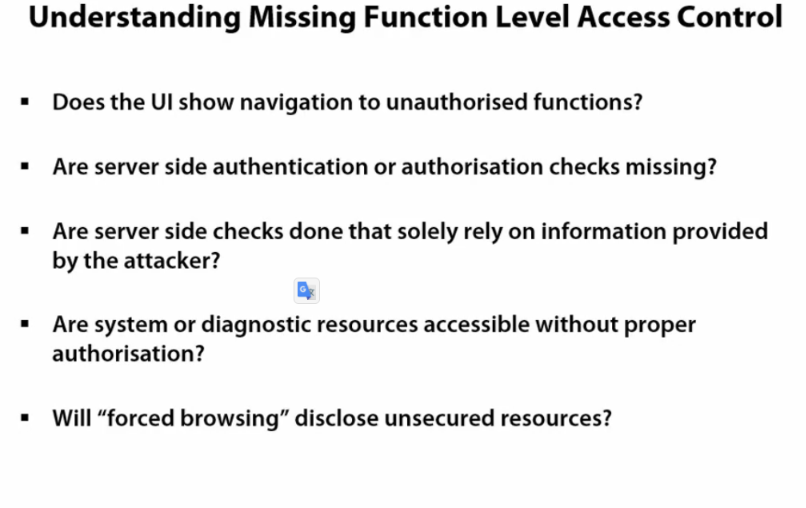 Understanding Missing Function Level Access Control
▪ Does the UI show navigation to unauthorised functions?
▪ Are server side authentication or authorisation checks missing?
▪ Are server side checks done that solely rely on information provided
by the attacker?
G
▪ Are system or diagnostic resources accessible without proper
authorisation?
▪ Will “forced browsing” disclose unsecured resources?